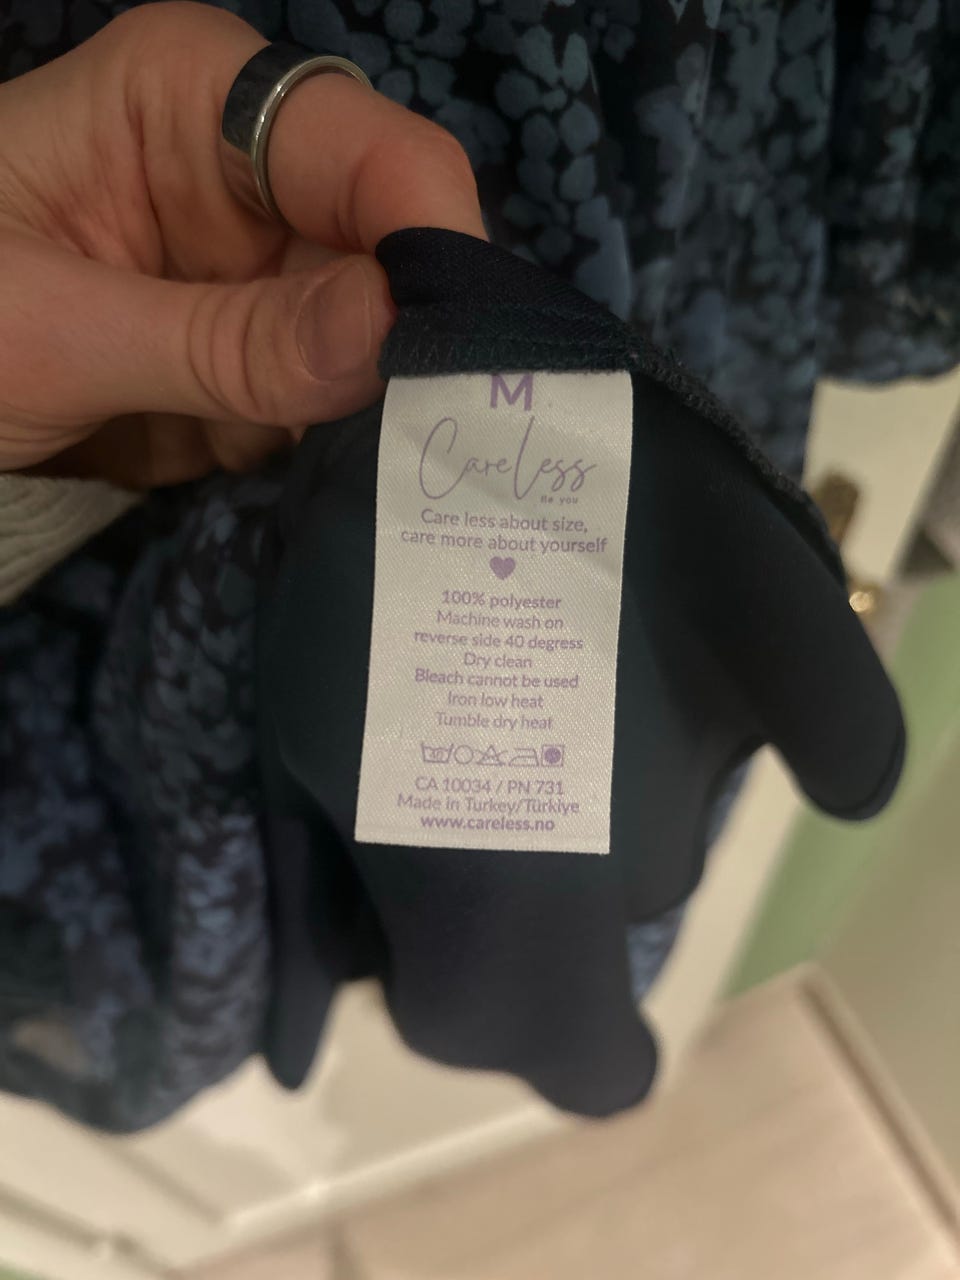 M
CareLess
Be you
Care less about size,
care more about yourself
100% polyester
Machine wash on
reverse side 40 degress
Dry clean
Bleach cannot be used
Iron low heat
Tumble dry heat
CA 10034 / PN 731
Made in Turkey/Türkiye
www.careless.no